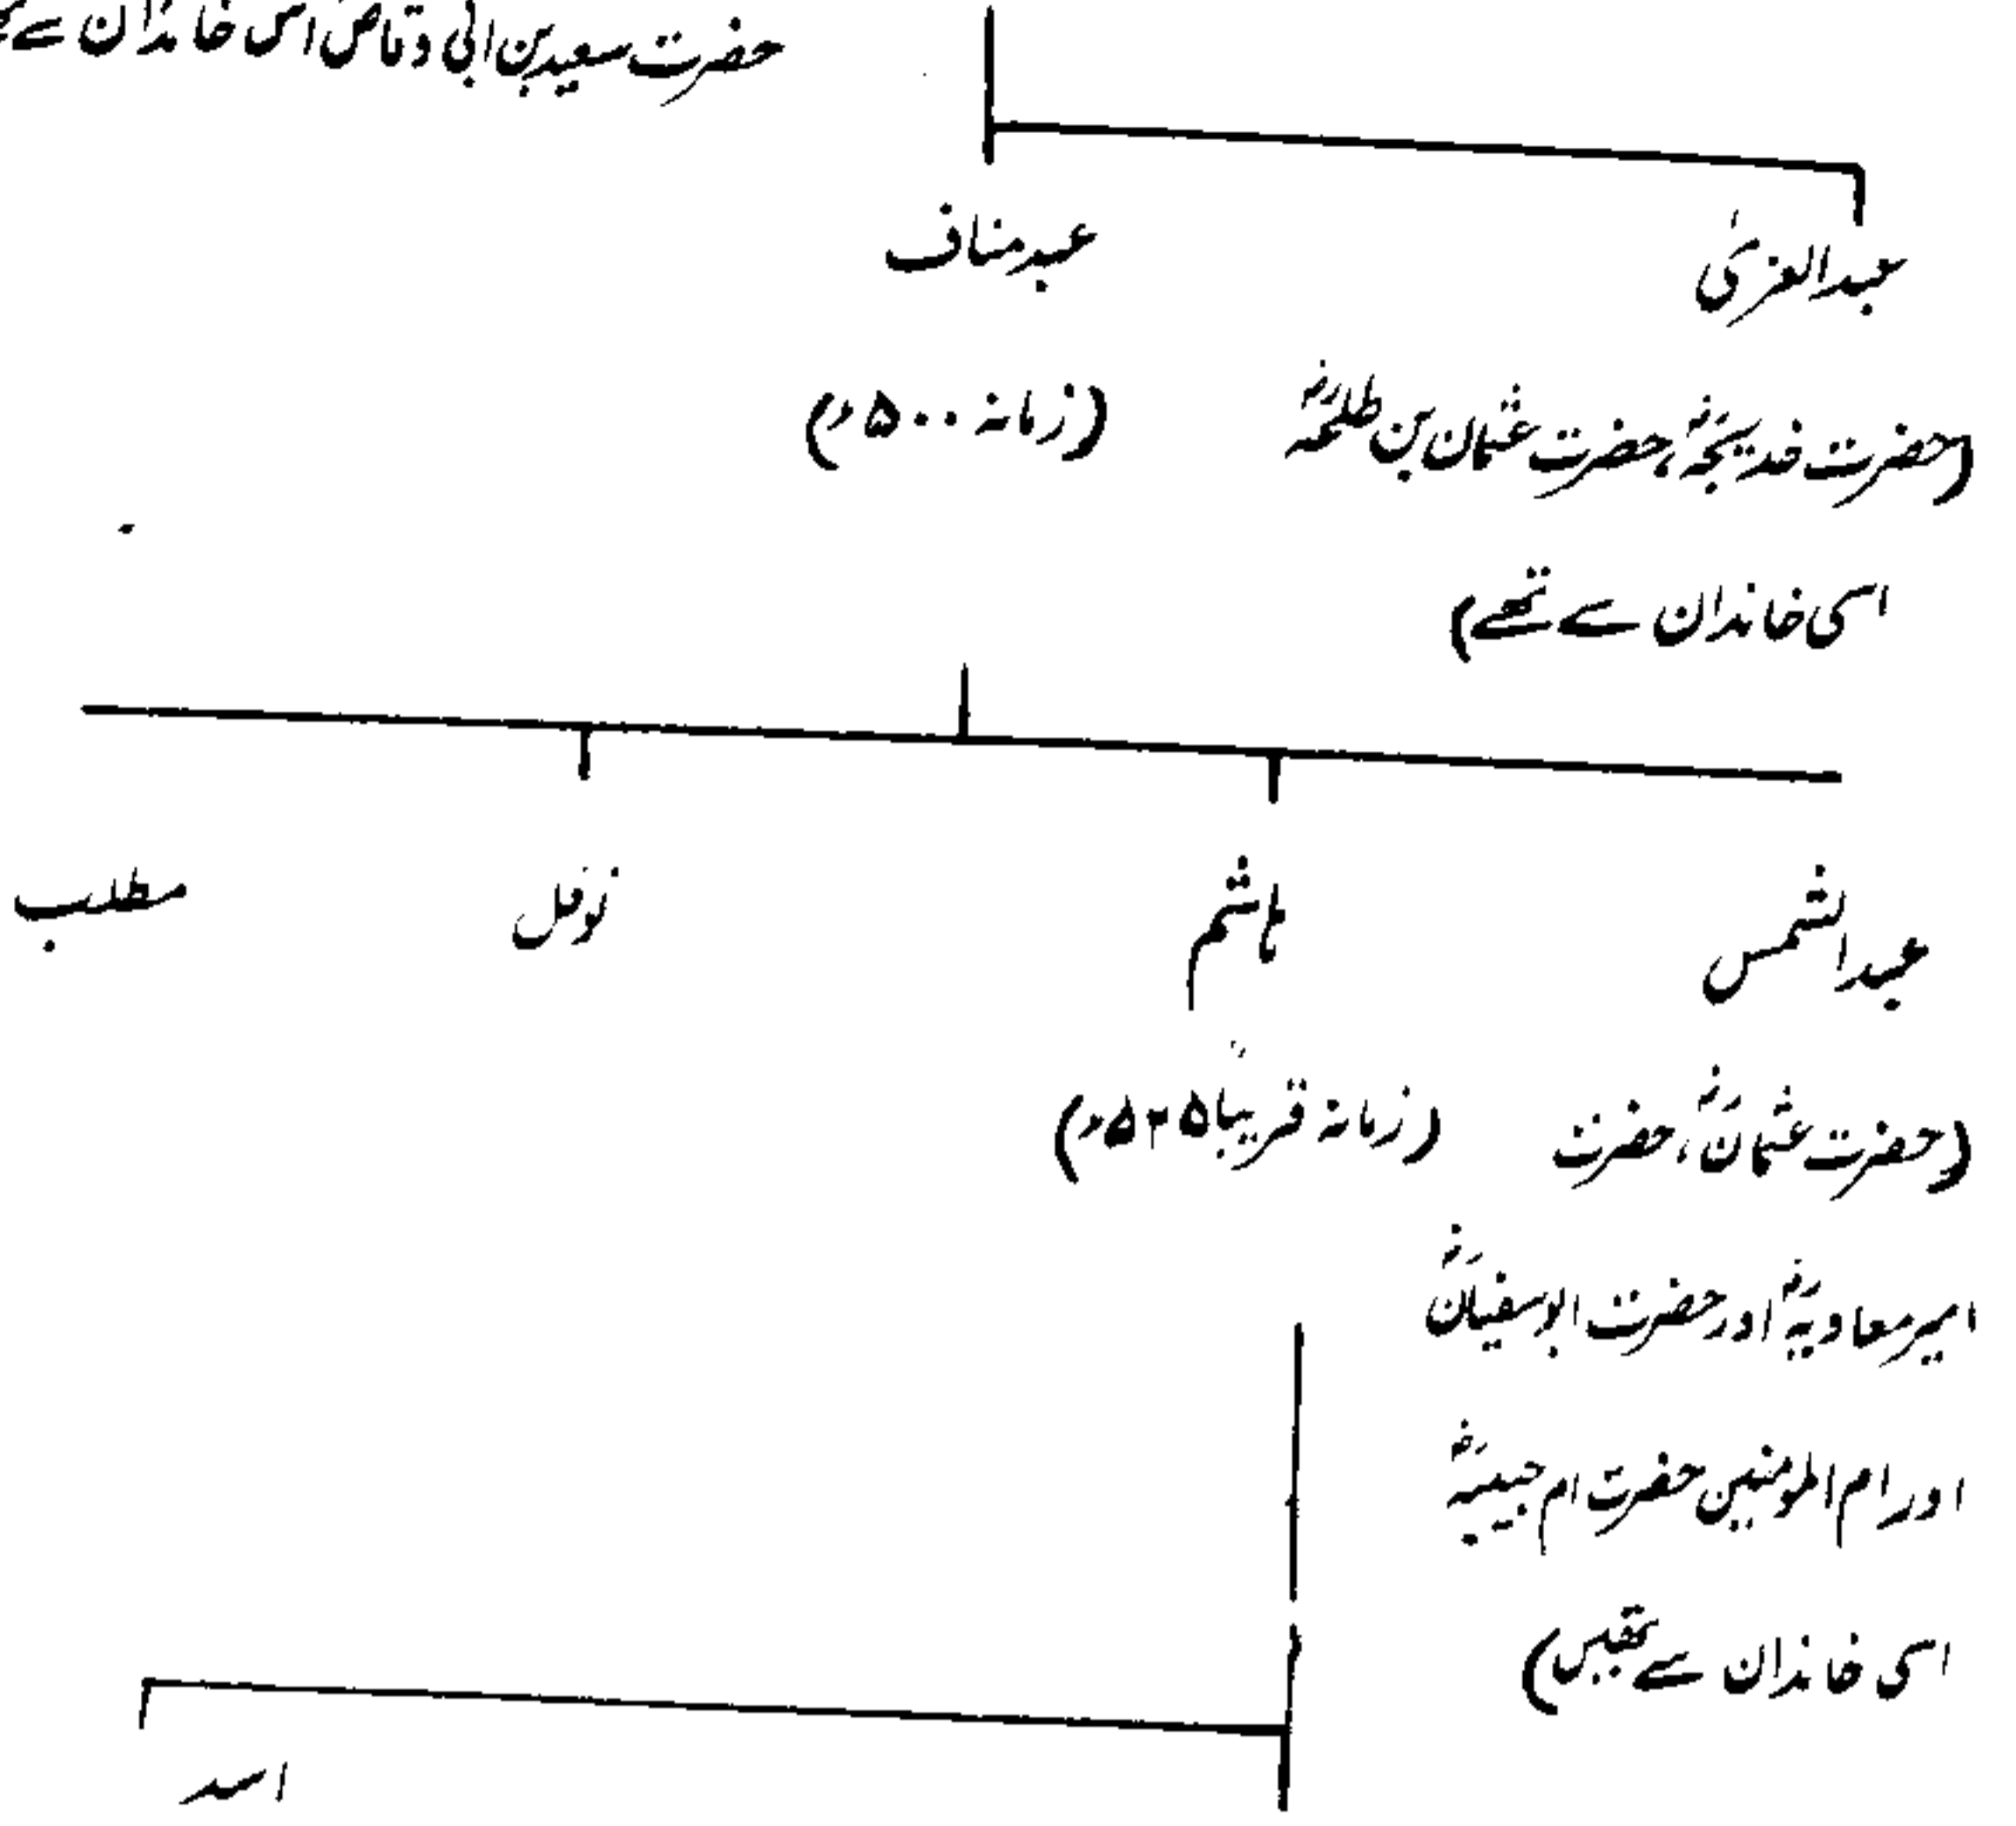 حضرت سعید بن ابی وقاص اس خاندان سے
عبدالعزیٰ
عبد مناف
(حضرت خدیجہؓ، حضرت عثمان بن طلحہؓ
(زمانہ ۵۰۰ء)
اسی خاندان سے تھے)
عبدالشمس
ہاشم
نوفل
مطلب
(حضرت عثمانؓ، حضرت
(زمانہ قریباً ۵۲۵ء)
امیر معاویہؓ اور حضرت ابوسفیانؓ
اور ام المومنین حضرت ام حبیبہؓ
اسی خاندان سے تھیں)
اسد